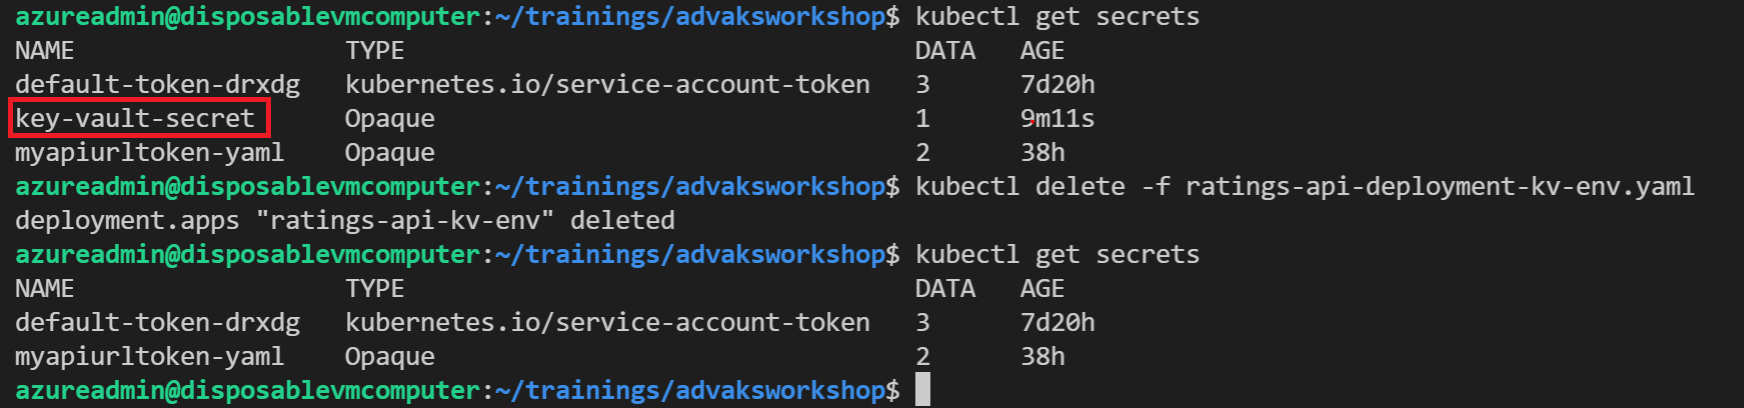 azureadmin@disposablevmcomputer:~/trainings/advaksworkshop$ kubectl get secrets
NAME                  TYPE                                  DATA   AGE
default-token-drxdg   kubernetes.io/service-account-token   3      7d20h
key-vault-secret      Opaque                                1      9m11s
myapiurltoken-yaml    Opaque                                2      38h
azureadmin@disposablevmcomputer:~/trainings/advaksworkshop$ kubectl delete -f ratings-api-deployment-kv-env.yaml
deployment.apps "ratings-api-kv-env" deleted
azureadmin@disposablevmcomputer:~/trainings/advaksworkshop$ kubectl get secrets
NAME                  TYPE                                  DATA   AGE
default-token-drxdg   kubernetes.io/service-account-token   3      7d20h
myapiurltoken-yaml    Opaque                                2      38h
azureadmin@disposablevmcomputer:~/trainings/advaksworkshop$